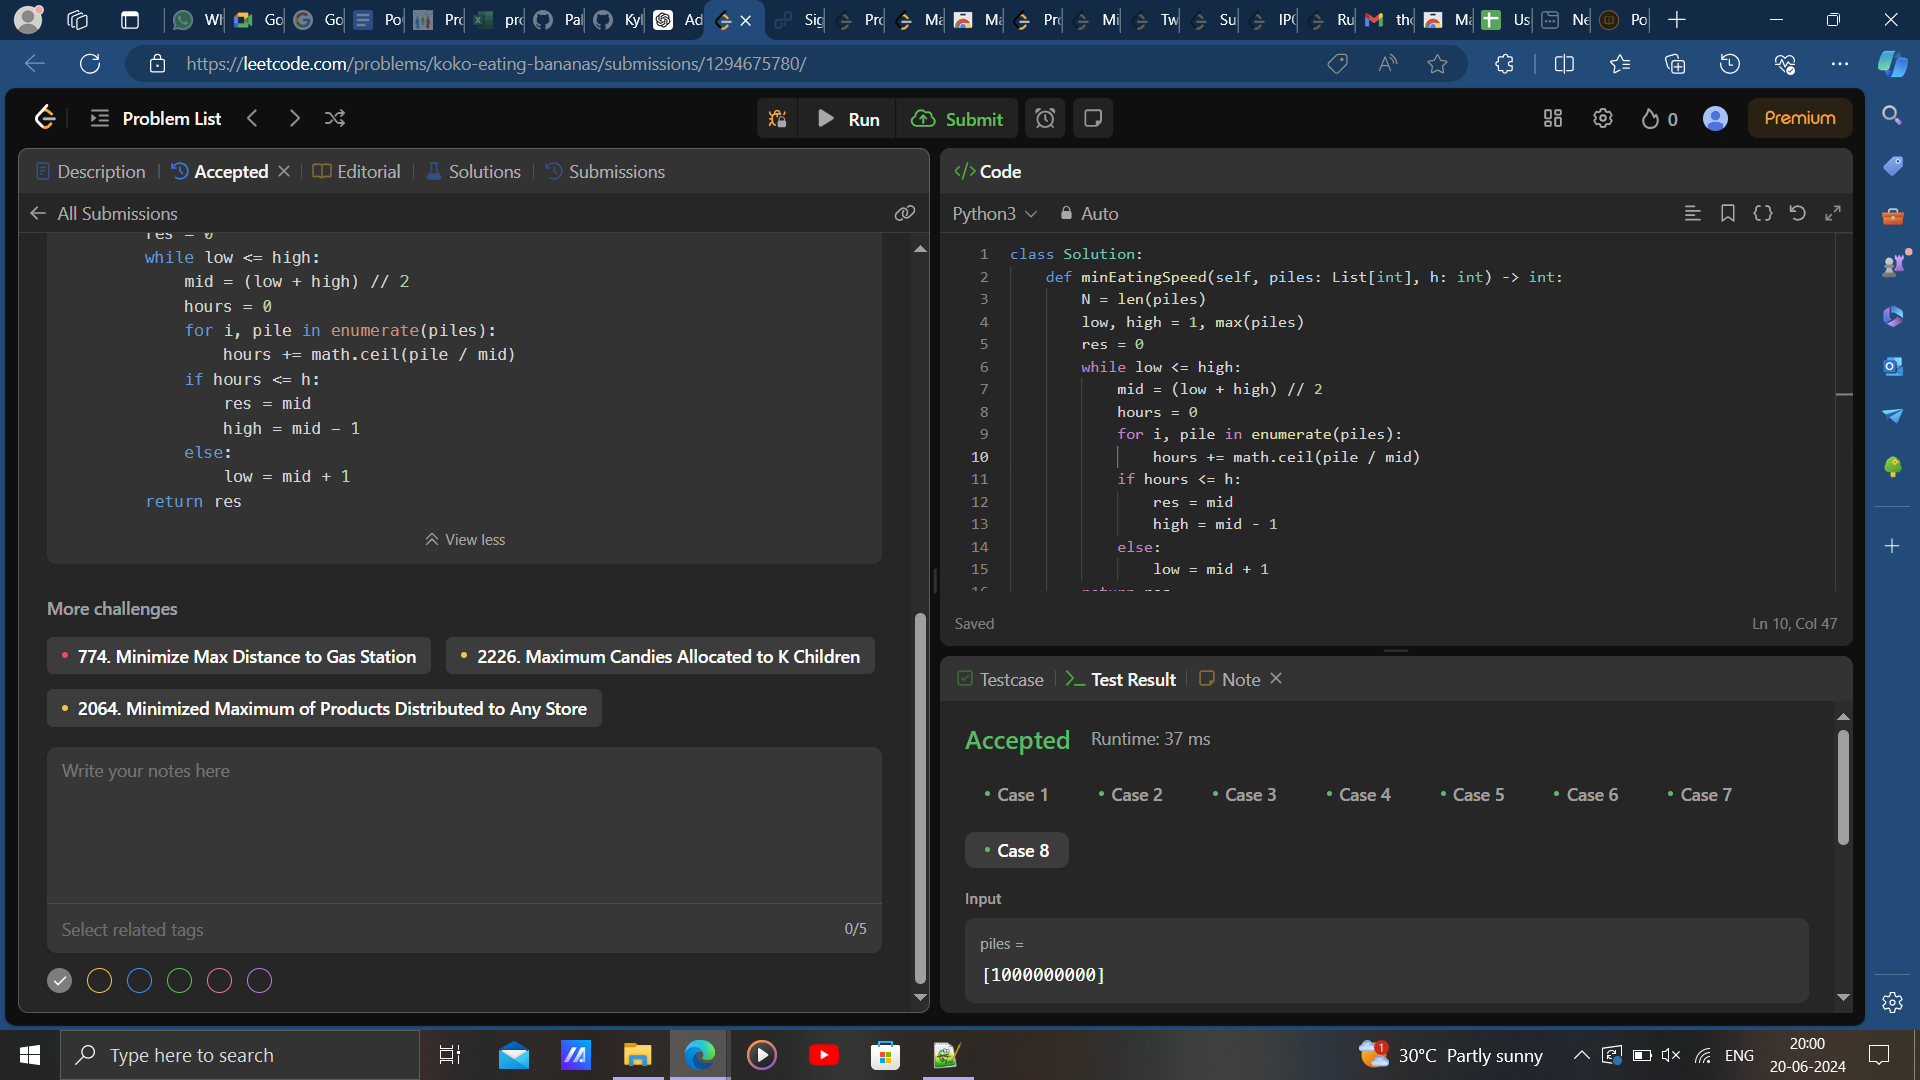 Wh
Go
Go
Po
Pro
pro
Pal
Kyl
Ad
Sig
Pro
Ma
Ma
Pro
Mi
Tw
Su
IPO
Ru
tho
Ma
Us
Ne
Po
https://leetcode.com/problems/koko-eating-bananas/submissions/1294675780/
Problem List
Run
Submit
0
Premium
Description
Accepted
Editorial
Solutions
Submissions
All Submissions
res = 0
while low <= high:
mid = (low + high) // 2
hours = 0
for i, pile in enumerate(piles):
hours += math.ceil(pile / mid)
if hours <= h:
res = mid
high = mid - 1
else:
low = mid + 1
return res
View less
More challenges
774. Minimize Max Distance to Gas Station
2226. Maximum Candies Allocated to K Children
2064. Minimized Maximum of Products Distributed to Any Store
Write your notes here
Select related tags
0/5
</> Code
Python3
Auto
1 class Solution:
2 def minEatingSpeed(self, piles: List[int], h: int) -> int:
3 N = len(piles)
4 low, high = 1, max(piles)
5 res = 0
6 while low <= high:
7 mid = (low + high) // 2
8 hours = 0
9 for i, pile in enumerate(piles):
10 hours += math.ceil(pile / mid)
11 if hours <= h:
12 res = mid
13 high = mid - 1
14 else:
15 low = mid + 1
16 return res
Saved
Ln 10, Col 47
Testcase
Test Result
Note
Accepted
Runtime: 37 ms
Case 1
Case 2
Case 3
Case 4
Case 5
Case 6
Case 7
Case 8
Input
piles =
[1000000000]
Type here to search
1
30°C Partly sunny
ENG
20:00
20-06-2024